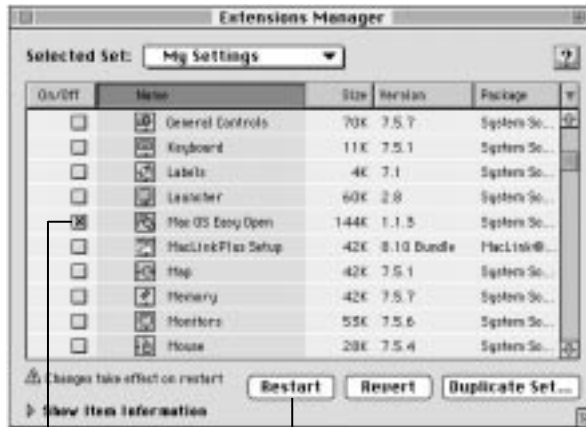 Extensions Manager
Selected Set: My Settings
?
On/Off Name Size Version Package
General Controls 70K 7.5.7 System So...
Keyboard 11K 7.5.1 System So...
Labels 4K 7.1 System So...
Launcher 60K 2.8 System So...
Mac OS Easy Open 144K 1.1.3 System So...
MacLinkPlus Setup 42K 8.10 Bundle MacLink®...
Map 42K 7.5.1 System So...
Memory 42K 7.5.7 System So...
Monitors 53K 7.5.6 System So...
Mouse 28K 7.5.4 System So...
Changes take effect on restart
Restart Revert Duplicate Set...
Show Item Information